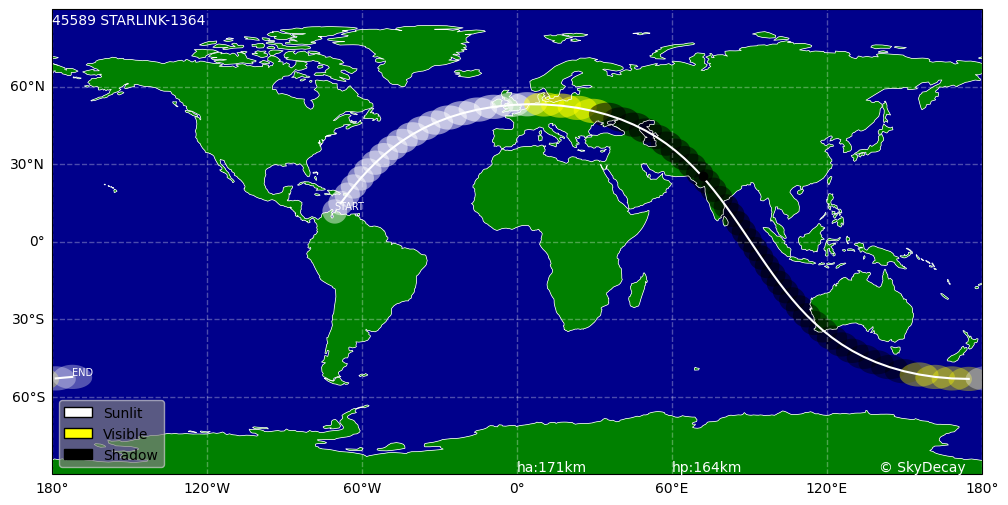 45589 STARLINK-1364
60°N
30°N
0°
30°S
60°S
START
END
Sunlit
Visible
Shadow
ha:171km
hp:164km
© SkyDecay
180°
120°W
60°W
0°
60°E
120°E
180°